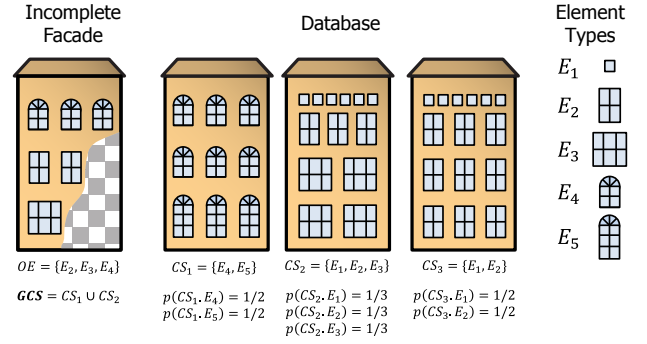 Incomplete
Facade
Database
Element
Types
E₁
E₂
E₃
E₄
E₅
OE = {E₂, E₃, E₄}
CS₁ = {E₄, E₅}
CS₂ = {E₁, E₂, E₃}
CS₃ = {E₁, E₂}
GCS = CS₁ ∪ CS₂
p(CS₁.E₄) = 1/2
p(CS₁.E₅) = 1/2
p(CS₂.E₁) = 1/3
p(CS₂.E₂) = 1/3
p(CS₂.E₃) = 1/3
p(CS₃.E₁) = 1/2
p(CS₃.E₂) = 1/2